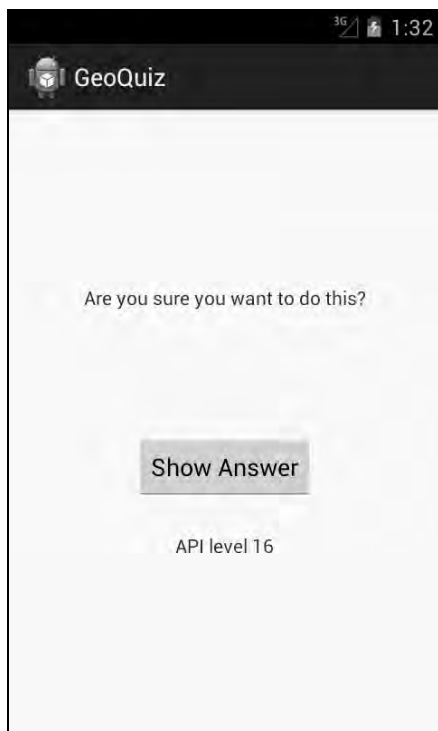 3G 1:32
GeoQuiz
Are you sure you want to do this?
Show Answer
API level 16